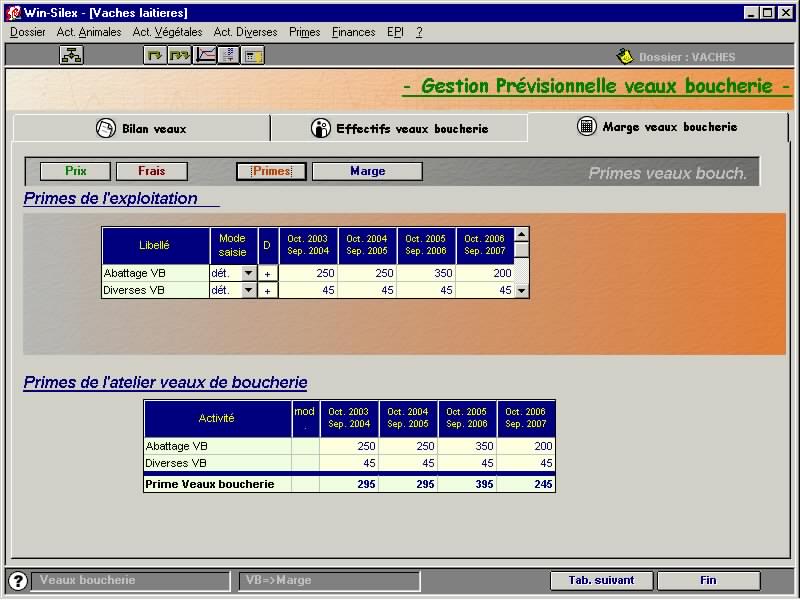 Win-Silex - [Vaches laitieres]
Dossier Act. Animales Act. Végétales Act. Diverses Primes Finances EPI ?
Dossier : VACHES
- Gestion Prévisionnelle veaux boucherie -
Bilan veaux Effectifs veaux boucherie Marge veaux boucherie
Prix Frais Primes Marge Primes veaux bouch.
Primes de l'exploitation
Libellé Mode saisie D Oct. 2003 Sep. 2004 Oct. 2004 Sep. 2005 Oct. 2005 Sep. 2006 Oct. 2006 Sep. 2007
Abattage VB dét. + 250 250 350 200
Diverses VB dét. + 45 45 45 45
Primes de l'atelier veaux de boucherie
Activité mod . Oct. 2003 Sep. 2004 Oct. 2004 Sep. 2005 Oct. 2005 Sep. 2006 Oct. 2006 Sep. 2007
Abattage VB 250 250 350 200
Diverses VB 45 45 45 45
Prime Veaux boucherie 295 295 395 245
? Veaux boucherie VB=>Marge Tab. suivant Fin